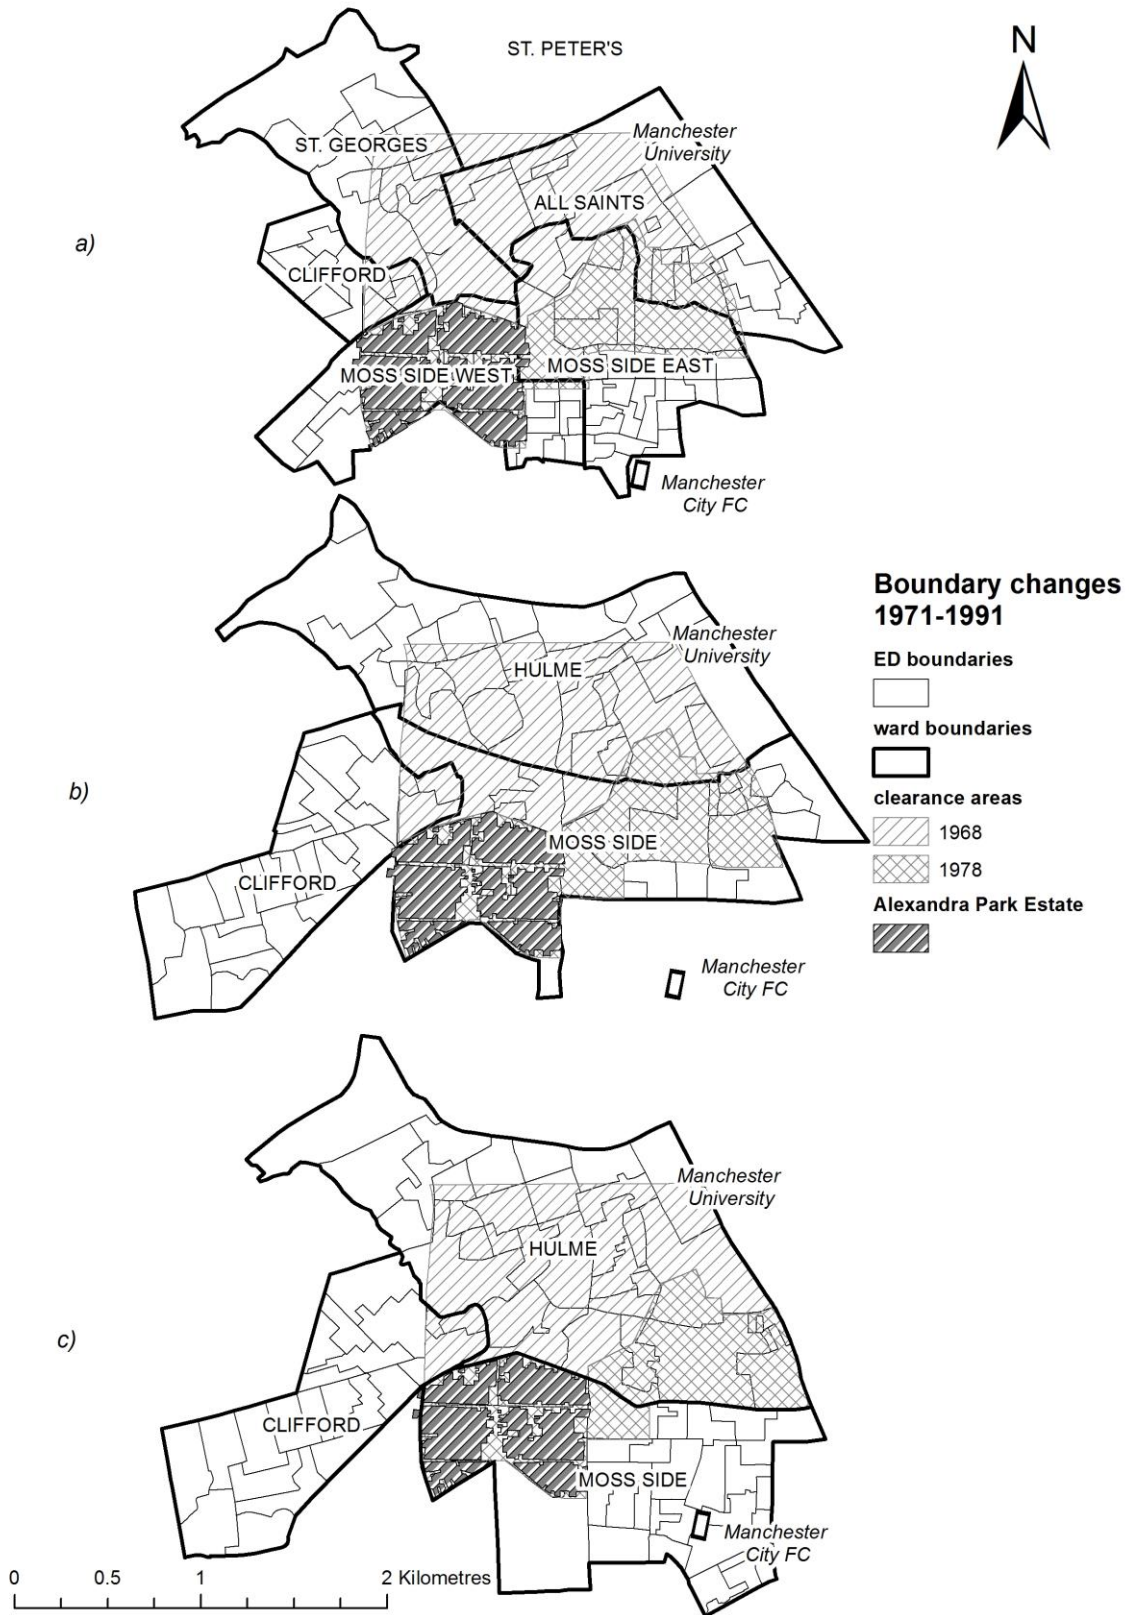 ST. PETER'S
N
Manchester
University
ST. GEORGES
ALL SAINTS
a)
CLIFFORD
MOSS SIDE WEST
MOSS SIDE EAST
Manchester
City FC
Boundary changes
1971-1991
ED boundaries
ward boundaries
clearance areas
1968
1978
Alexandra Park Estate
Manchester
University
HULME
b)
MOSS SIDE
CLIFFORD
Manchester
City FC
Manchester
University
HULME
c)
CLIFFORD
MOSS SIDE
Manchester
City FC
0 0.5 1 2 Kilometres